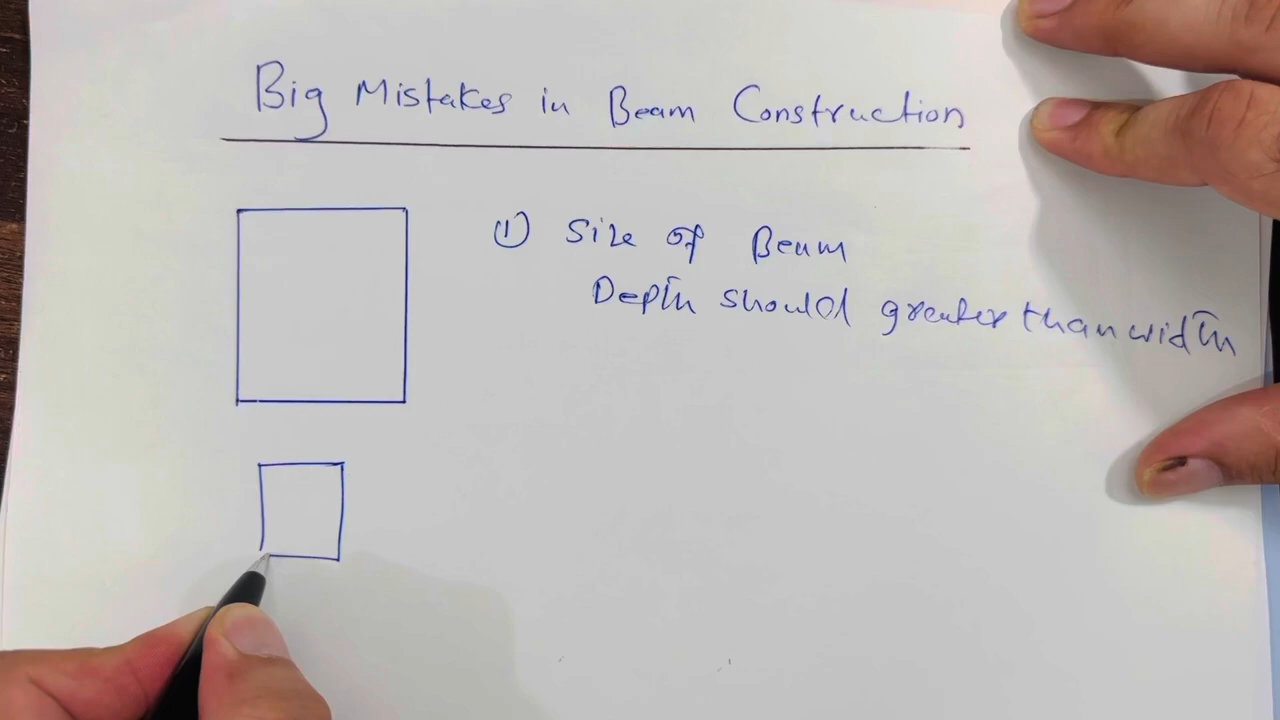 Big Mistakes in Beam Construction
① Size of Beam
Depth should greater than width